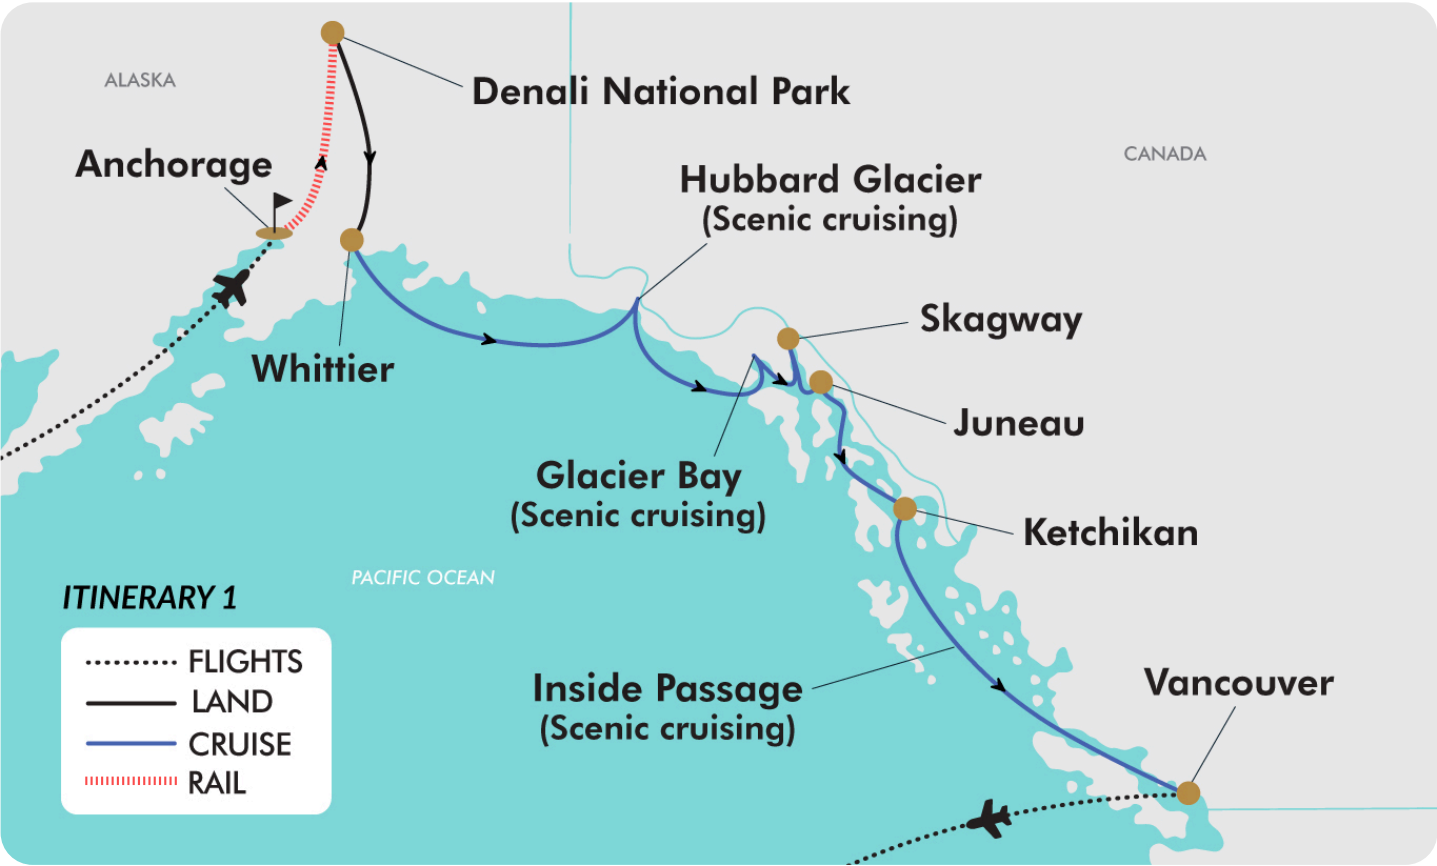 ALASKA
Denali National Park
CANADA
Anchorage
Hubbard Glacier
(Scenic cruising)
Skagway
Whittier
Juneau
Glacier Bay
(Scenic cruising)
Ketchikan
PACIFIC OCEAN
ITINERARY 1
FLIGHTS
LAND
CRUISE
RAIL
Inside Passage
(Scenic cruising)
Vancouver